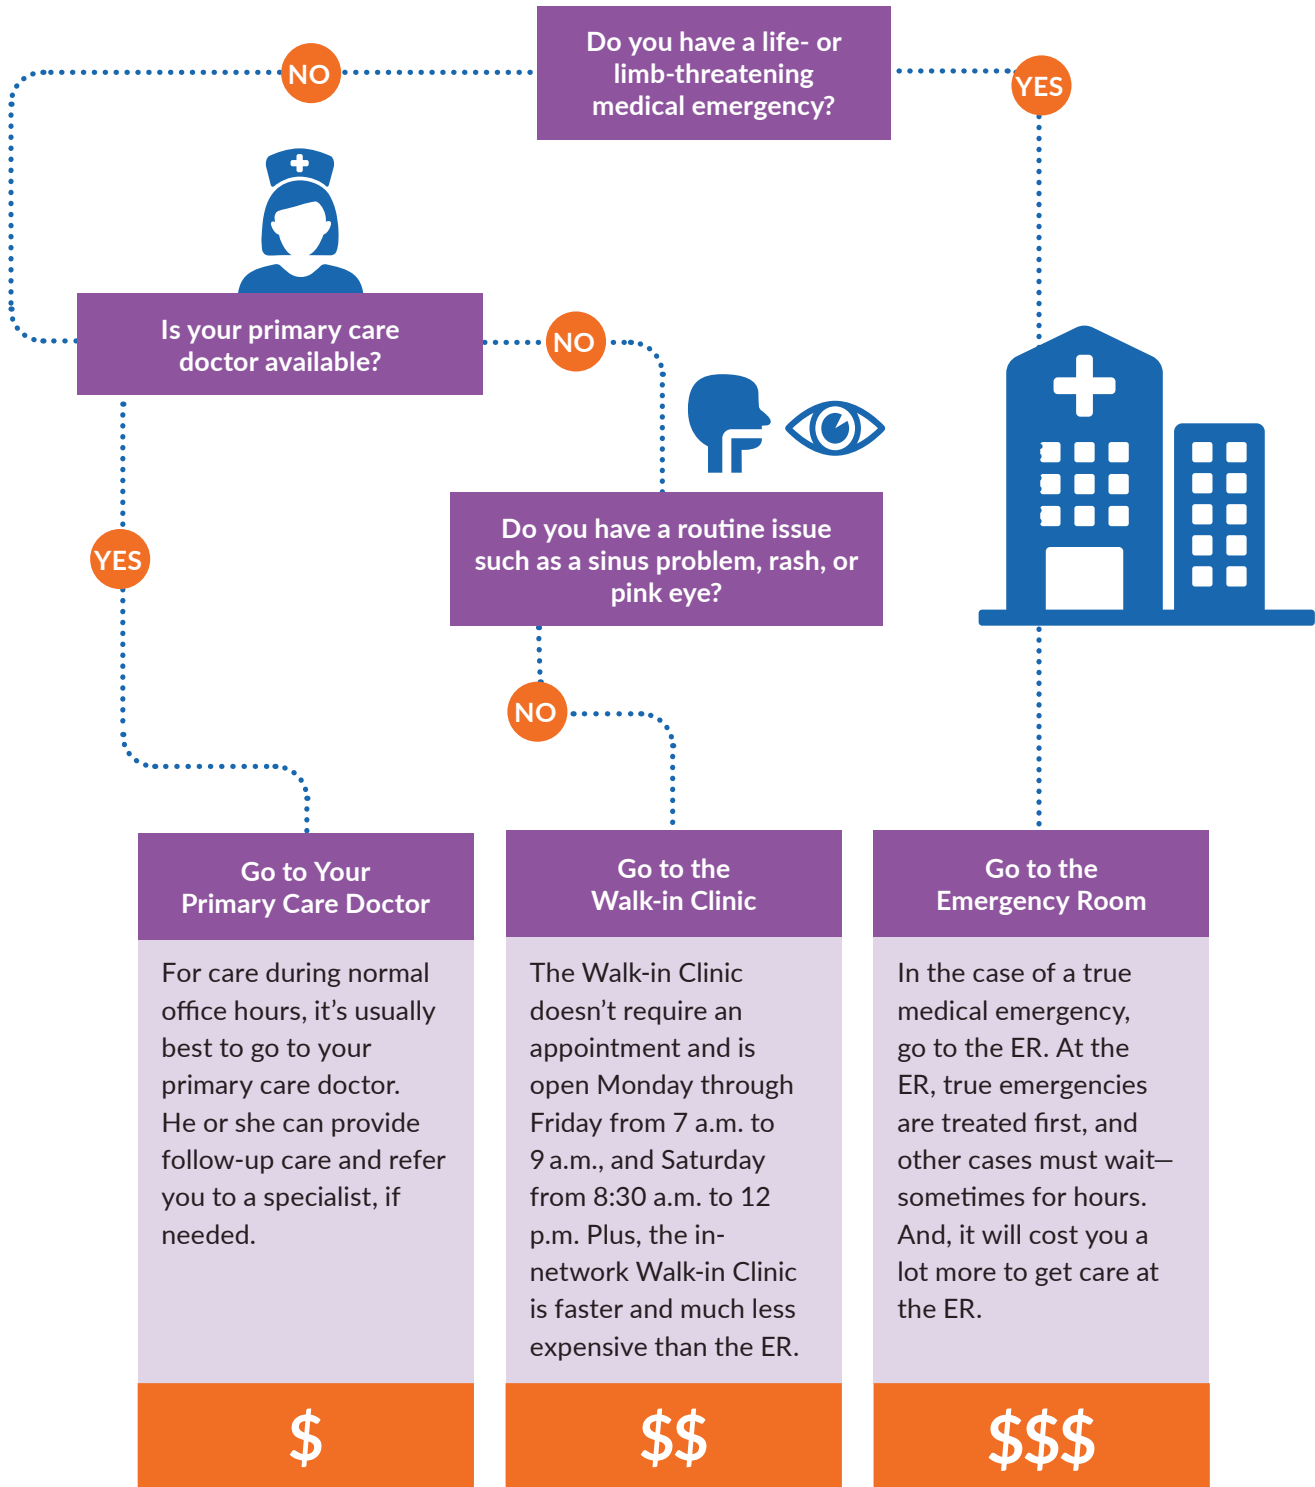 Do you have a life- or
limb-threatening
medical emergency?
NO
YES
Is your primary care
doctor available?
NO
Do you have a routine issue
such as a sinus problem, rash, or
pink eye?
YES
NO
Go to Your
Primary Care Doctor
For care during normal
office hours, it's usually
best to go to your
primary care doctor.
He or she can provide
follow-up care and refer
you to a specialist, if
needed.
$
Go to the
Walk-in Clinic
The Walk-in Clinic
doesn't require an
appointment and is
open Monday through
Friday from 7 a.m. to
9 a.m., and Saturday
from 8:30 a.m. to 12
p.m. Plus, the in-
network Walk-in Clinic
is faster and much less
expensive than the ER.
$$
Go to the
Emergency Room
In the case of a true
medical emergency,
go to the ER. At the
ER, true emergencies
are treated first, and
other cases must wait—
sometimes for hours.
And, it will cost you a
lot more to get care at
the ER.
$$$